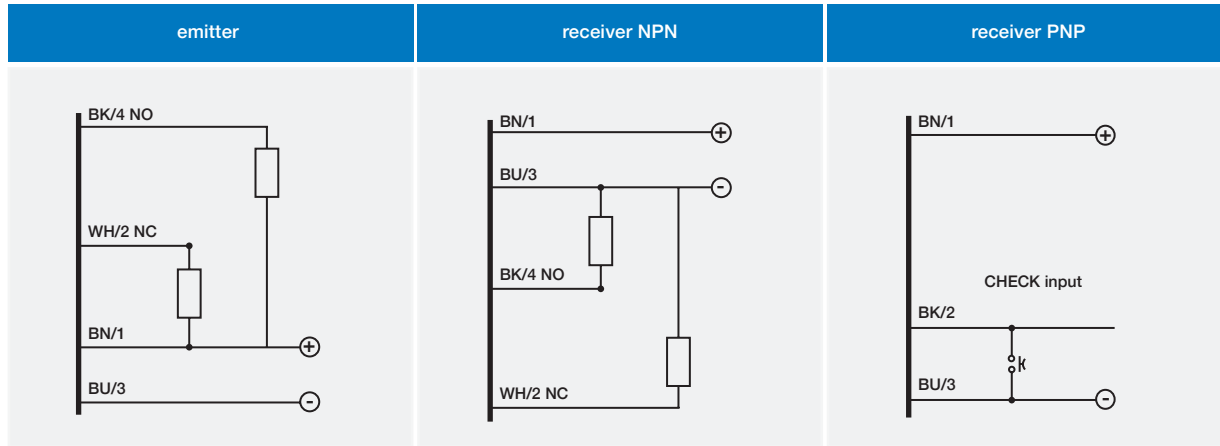 emitter
receiver NPN
receiver PNP
BK/4 NO
WH/2 NC
BN/1
+
BU/3
-
BN/1
+
BU/3
-
BK/4 NO
WH/2 NC
BN/1
+
CHECK input
BK/2
BU/3
-